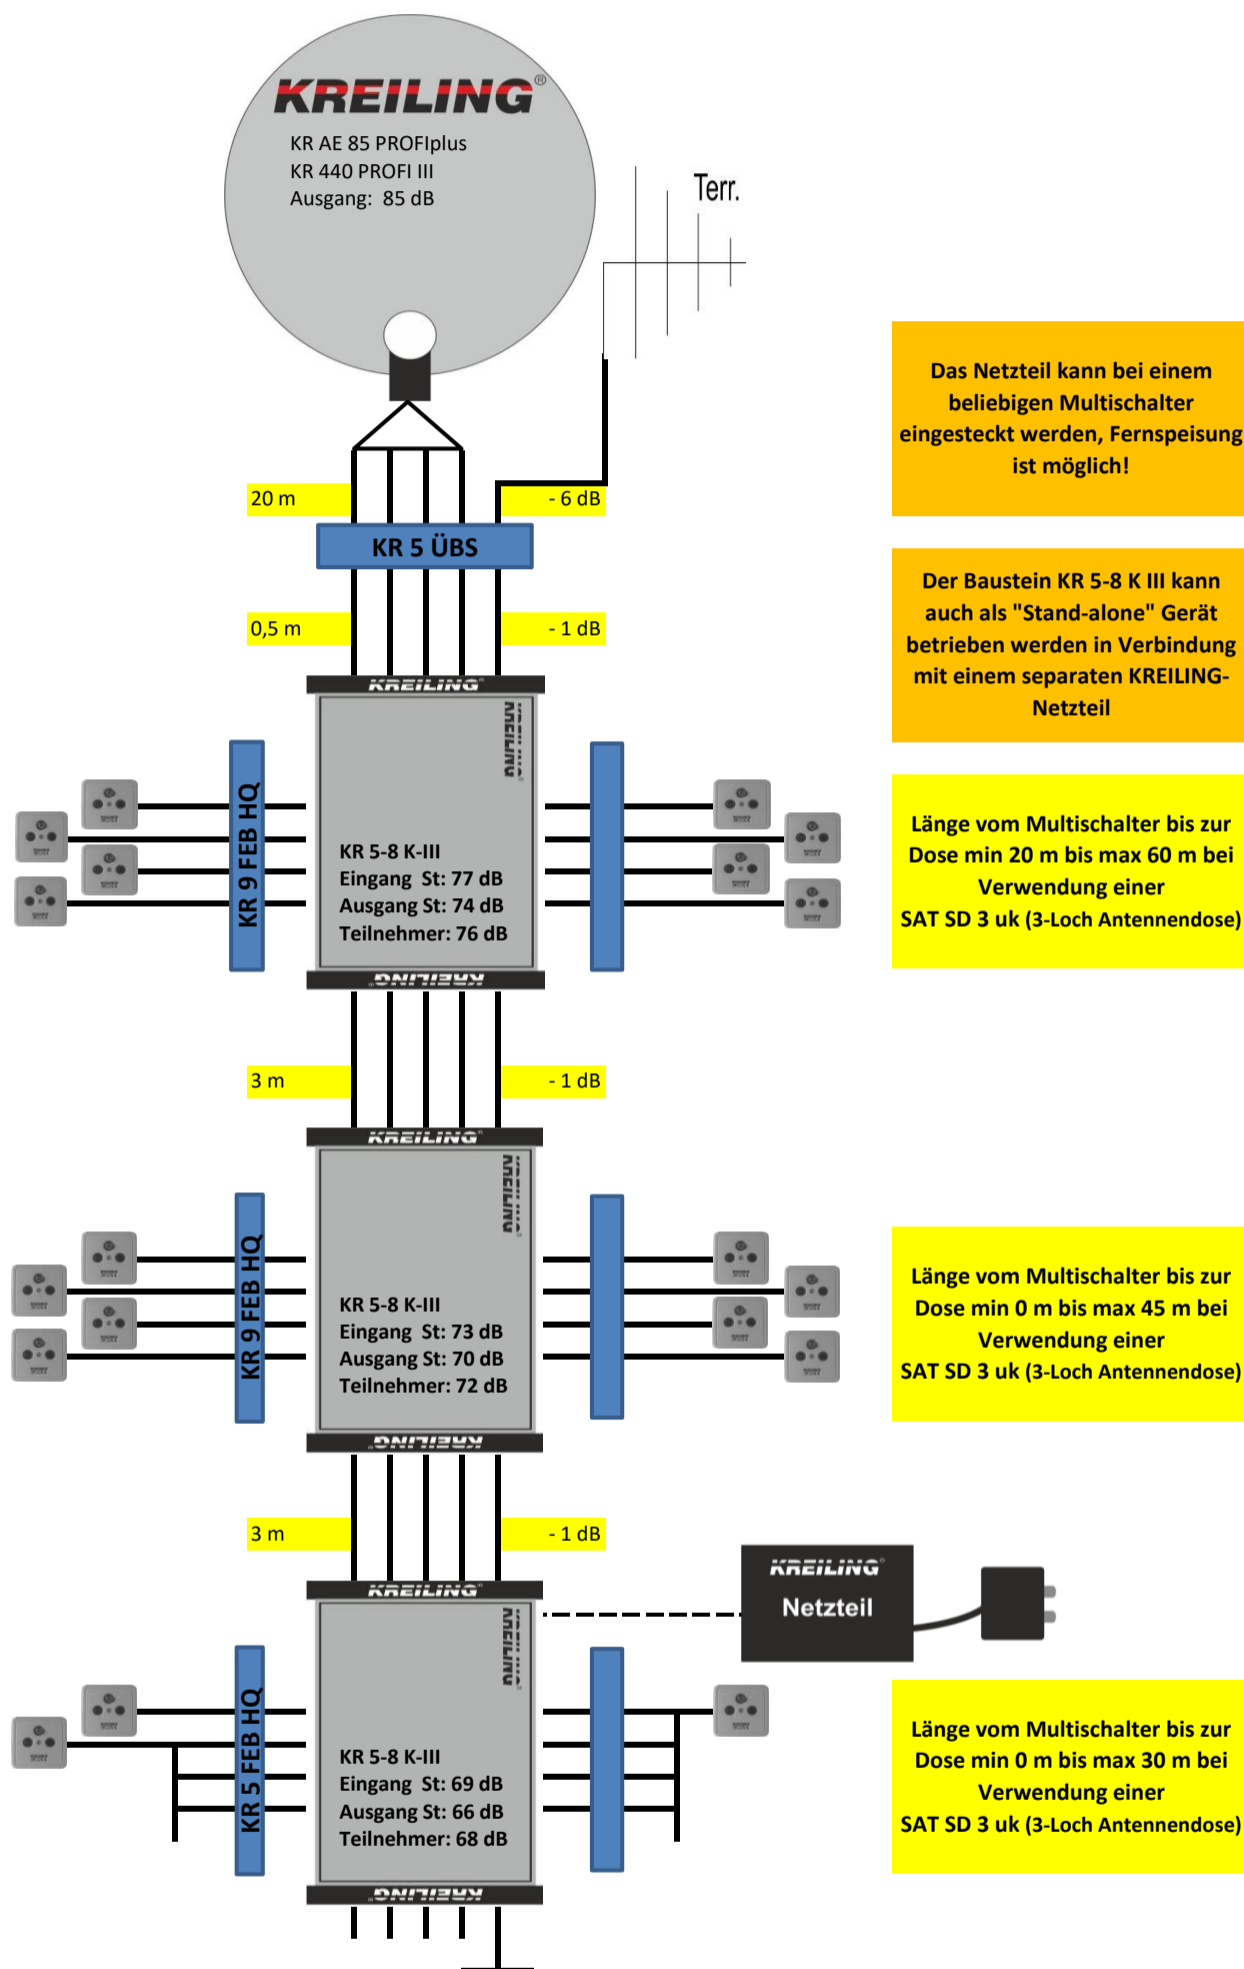 KREILING®
KR AE 85 PROFIplus
KR 440 PROFI III
Ausgang: 85 dB
Terr.
Das Netzteil kann bei einem
beliebigen Multischalter
eingesteckt werden, Fernspeisung
ist möglich!
20 m
- 6 dB
KR 5 ÜBS
Der Baustein KR 5-8 K III kann
auch als "Stand-alone" Gerät
betrieben werden in Verbindung
mit einem separaten KREILING-
Netzteil
0,5 m
- 1 dB
KREILING
KREILING
KR 9 FEB HQ
KR 5-8 K-III
Eingang St: 77 dB
Ausgang St: 74 dB
Teilnehmer: 76 dB
KREILING
Länge vom Multischalter bis zur
Dose min 20 m bis max 60 m bei
Verwendung einer
SAT SD 3 uk (3-Loch Antennendose)
3 m
- 1 dB
KREILING
KREILING
KR 9 FEB HQ
KR 5-8 K-III
Eingang St: 73 dB
Ausgang St: 70 dB
Teilnehmer: 72 dB
KREILING
Länge vom Multischalter bis zur
Dose min 0 m bis max 45 m bei
Verwendung einer
SAT SD 3 uk (3-Loch Antennendose)
3 m
- 1 dB
KREILING
KREILING
KREILING®
Netzteil
KR 5 FEB HQ
KR 5-8 K-III
Eingang St: 69 dB
Ausgang St: 66 dB
Teilnehmer: 68 dB
KREILING
Länge vom Multischalter bis zur
Dose min 0 m bis max 30 m bei
Verwendung einer
SAT SD 3 uk (3-Loch Antennendose)